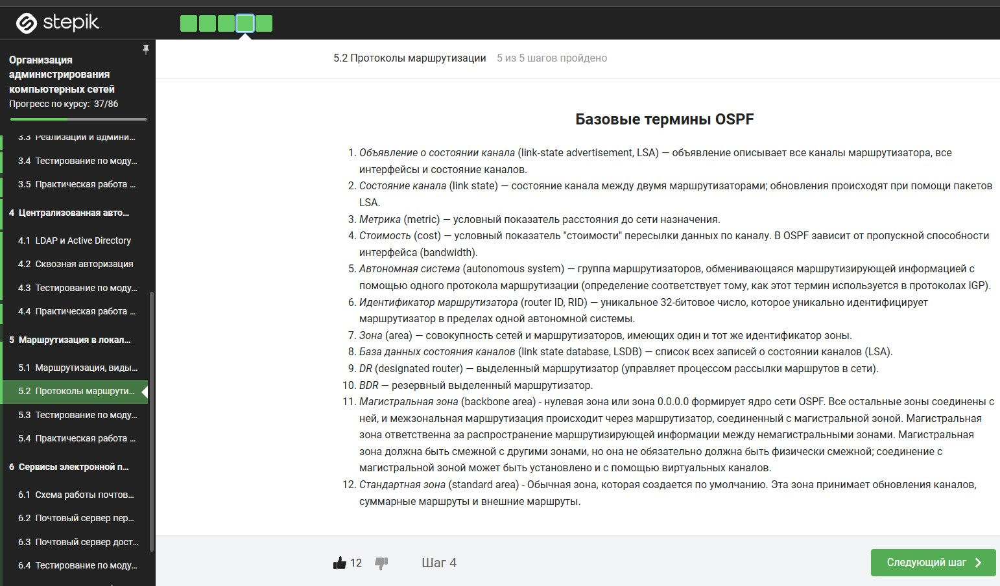 stepik
Организация
администрирования
компьютерных сетей
Прогресс по курсу: 37/86
3.3 Реализации и админи...
3.4 Тестирование по моду...
3.5 Практическая работа ...
4 Централизованная авто...
4.1 LDAP и Active Directory
4.2 Сквозная авторизация
4.3 Тестирование по моду...
4.4 Практическая работа ...
5 Маршрутизация в локал...
5.1 Маршрутизация, виды...
5.2 Протоколы маршрути...
5.3 Тестирование по моду...
5.4 Практическая работа ...
6 Сервисы электронной п...
6.1 Схема работы почтов...
6.2 Почтовый сервер пер...
6.3 Почтовый сервер дост...
6.4 Тестирование по моду...
5.2 Протоколы маршрутизации 5 из 5 шагов пройдено
Базовые термины OSPF
1. Объявление о состоянии канала (link-state advertisement, LSA) — объявление описывает все каналы маршрутизатора, все
интерфейсы и состояние каналов.
2. Состояние канала (link state) — состояние канала между двумя маршрутизаторами; обновления происходят при помощи пакетов
LSA.
3. Метрика (metric) — условный показатель расстояния до сети назначения.
4. Стоимость (cost) — условный показатель "стоимости" пересылки данных по каналу. В OSPF зависит от пропускной способности
интерфейса (bandwidth).
5. Автономная система (autonomous system) — группа маршрутизаторов, обменивающаяся маршрутизирующей информацией с
помощью одного протокола маршрутизации (определение соответствует тому, как этот термин используется в протоколах IGP).
6. Идентификатор маршрутизатора (router ID, RID) — уникальное 32-битовое число, которое уникально идентифицирует
маршрутизатор в пределах одной автономной системы.
7. Зона (area) — совокупность сетей и маршрутизаторов, имеющих один и тот же идентификатор зоны.
8. База данных состояния каналов (link state database, LSDB) — список всех записей о состоянии каналов (LSA).
9. DR (designated router) — выделенный маршрутизатор (управляет процессом рассылки маршрутов в сети).
10. BDR — резервный выделенный маршрутизатор.
11. Магистральная зона (backbone area) - нулевая зона или зона 0.0.0.0 формирует ядро сети OSPF. Все остальные зоны соединены с
ней, и межзональная маршрутизация происходит через маршрутизатор, соединенный с магистральной зоной. Магистральная
зона ответственна за распространение маршрутизирующей информации между немагистральными зонами. Магистральная
зона должна быть смежной с другими зонами, но она не обязательно должна быть физически смежной; соединение с
магистральной зоной может быть установлено и с помощью виртуальных каналов.
12. Стандартная зона (standard area) - Обычная зона, которая создается по умолчанию. Эта зона принимает обновления каналов,
суммарные маршруты и внешние маршруты.
12
Шаг 4
Следующий шаг